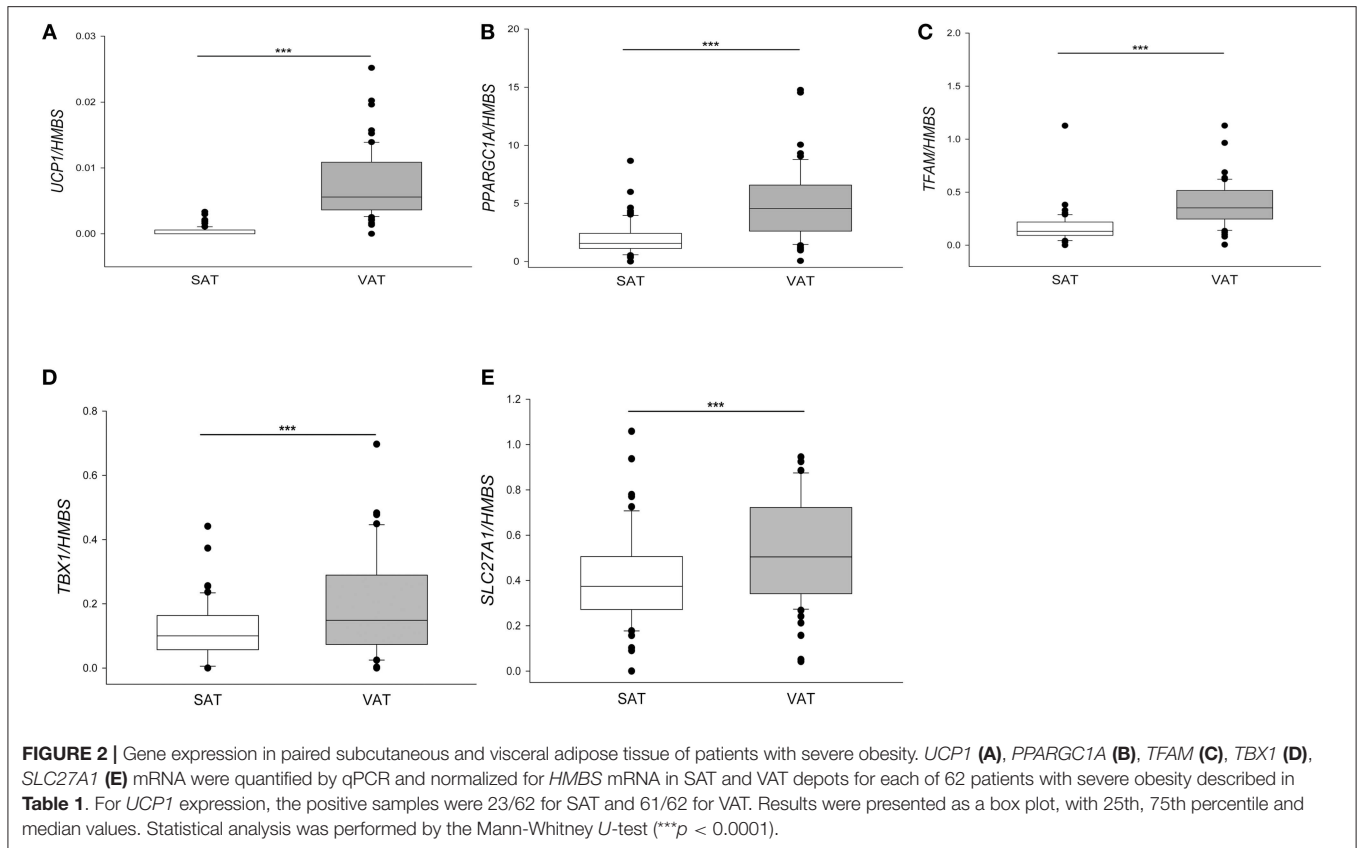 A
0.03
0.02
0.01
0.00
UCP1/HMBS
***
SAT VAT
B
20
15
10
5
0
PPARGC1A/HMBS
***
SAT VAT
C
2.0
1.5
1.0
0.5
0.0
TFAM/HMBS
***
SAT VAT
D
0.8
0.6
0.4
0.2
0.0
TBX1/HMBS
***
SAT VAT
E
1.2
1.0
0.8
0.6
0.4
0.2
0.0
SLC27A1/HMBS
***
SAT VAT
FIGURE 2 | Gene expression in paired subcutaneous and visceral adipose tissue of patients with severe obesity. UCP1 (A), PPARGC1A (B), TFAM (C), TBX1 (D),
SLC27A1 (E) mRNA were quantified by qPCR and normalized for HMBS mRNA in SAT and VAT depots for each of 62 patients with severe obesity described in
Table 1. For UCP1 expression, the positive samples were 23/62 for SAT and 61/62 for VAT. Results were presented as a box plot, with 25th, 75th percentile and
median values. Statistical analysis was performed by the Mann-Whitney U-test (***p < 0.0001).